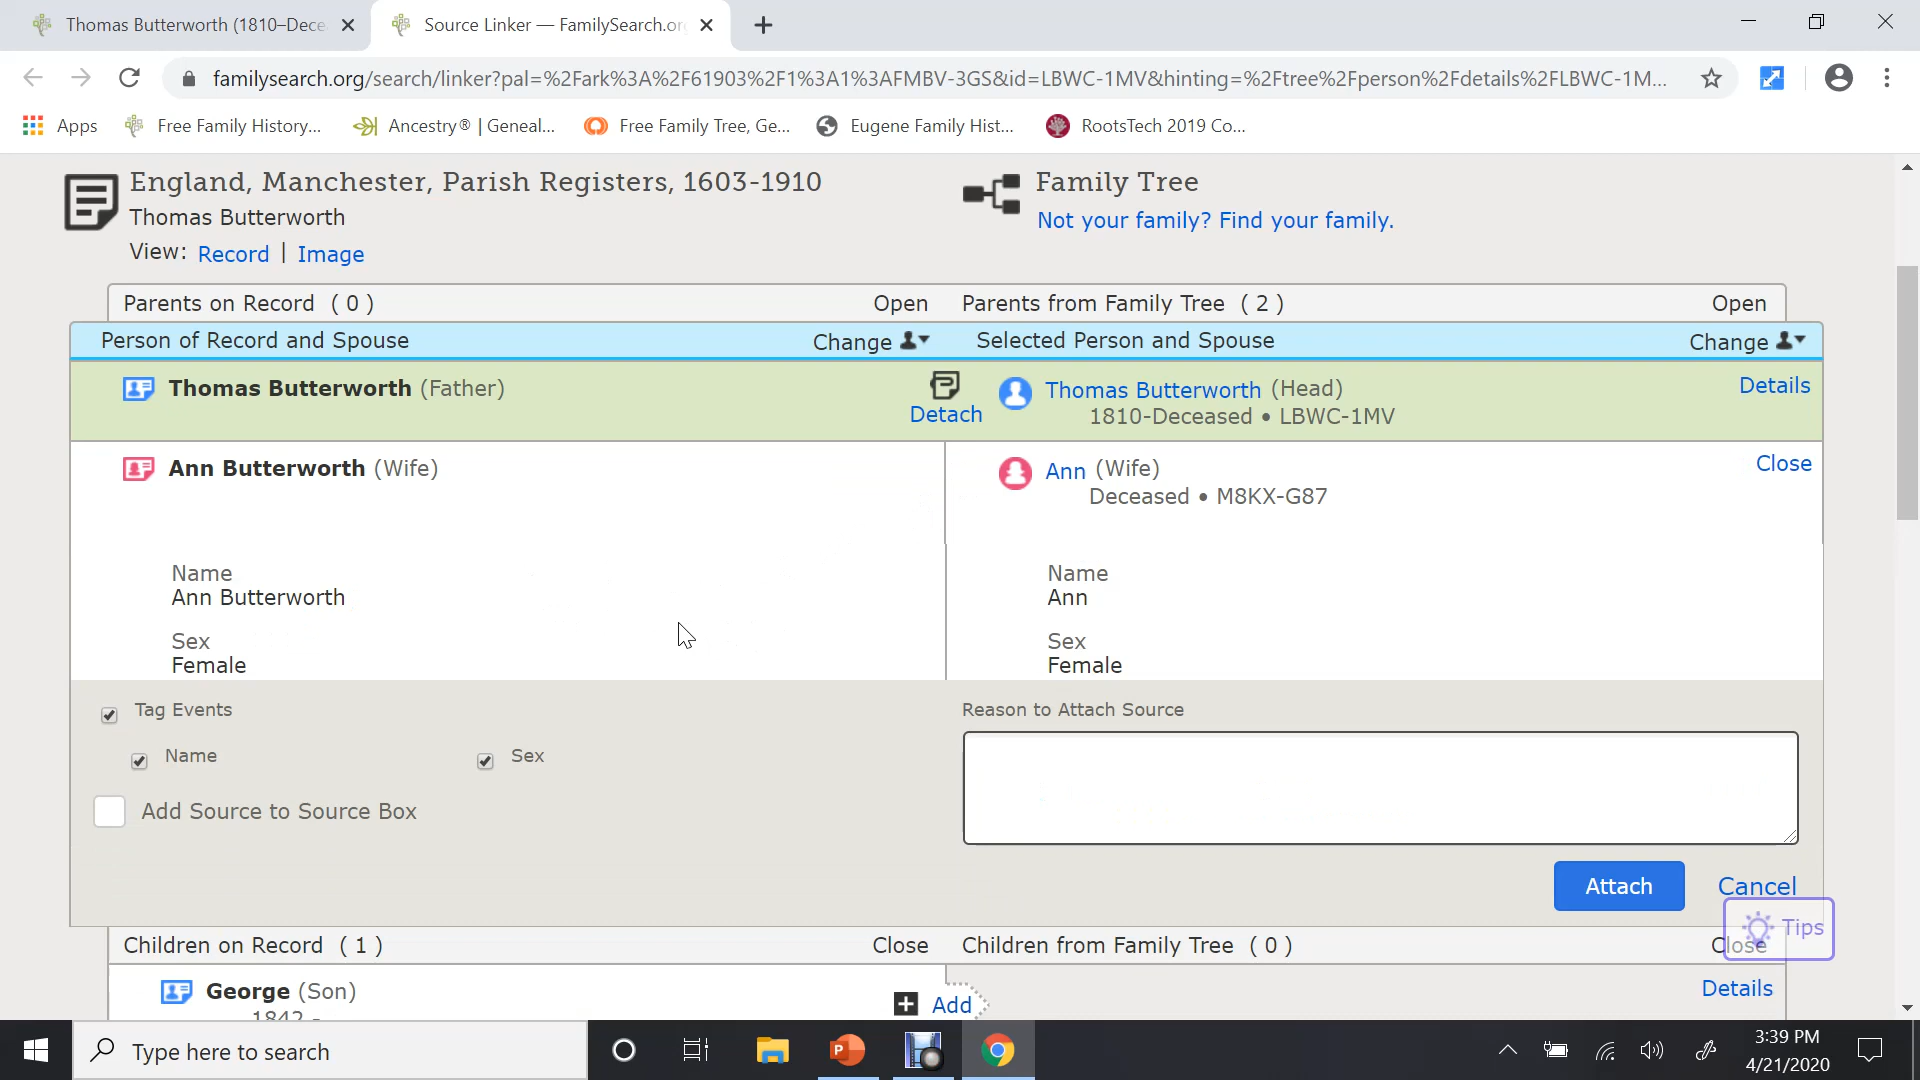 Thomas Butterworth (1810–Dece
Source Linker — FamilySearch.or
familysearch.org/search/linker?pal=%2Fark%3A%2F61903%2F1%3A1%3AFMBV-3GS&id=LBWC-1MV&hinting=%2Ftree%2Fperson%2Fdetails%2FLBWC-1M...
Apps
Free Family History...
Ancestry® | Geneal...
Free Family Tree, Ge...
Eugene Family Hist...
RootsTech 2019 Co...
England, Manchester, Parish Registers, 1603-1910
Thomas Butterworth
View: Record | Image
Family Tree
Not your family? Find your family.
Parents on Record ( 0 ) Open
Parents from Family Tree ( 2 ) Open
Person of Record and Spouse Change
Selected Person and Spouse Change
Thomas Butterworth (Father)
Detach
Thomas Butterworth (Head)
1810-Deceased • LBWC-1MV
Details
Ann Butterworth (Wife)
Ann (Wife)
Deceased • M8KX-G87
Close
Name
Ann Butterworth
Sex
Female
Name
Ann
Sex
Female
Tag Events
Name
Sex
Add Source to Source Box
Reason to Attach Source
Attach
Cancel
Tips
Children on Record ( 1 ) Close
Children from Family Tree ( 0 ) Close
George (Son)
1842 -
Add
Details
Type here to search
P
3:39 PM
4/21/2020